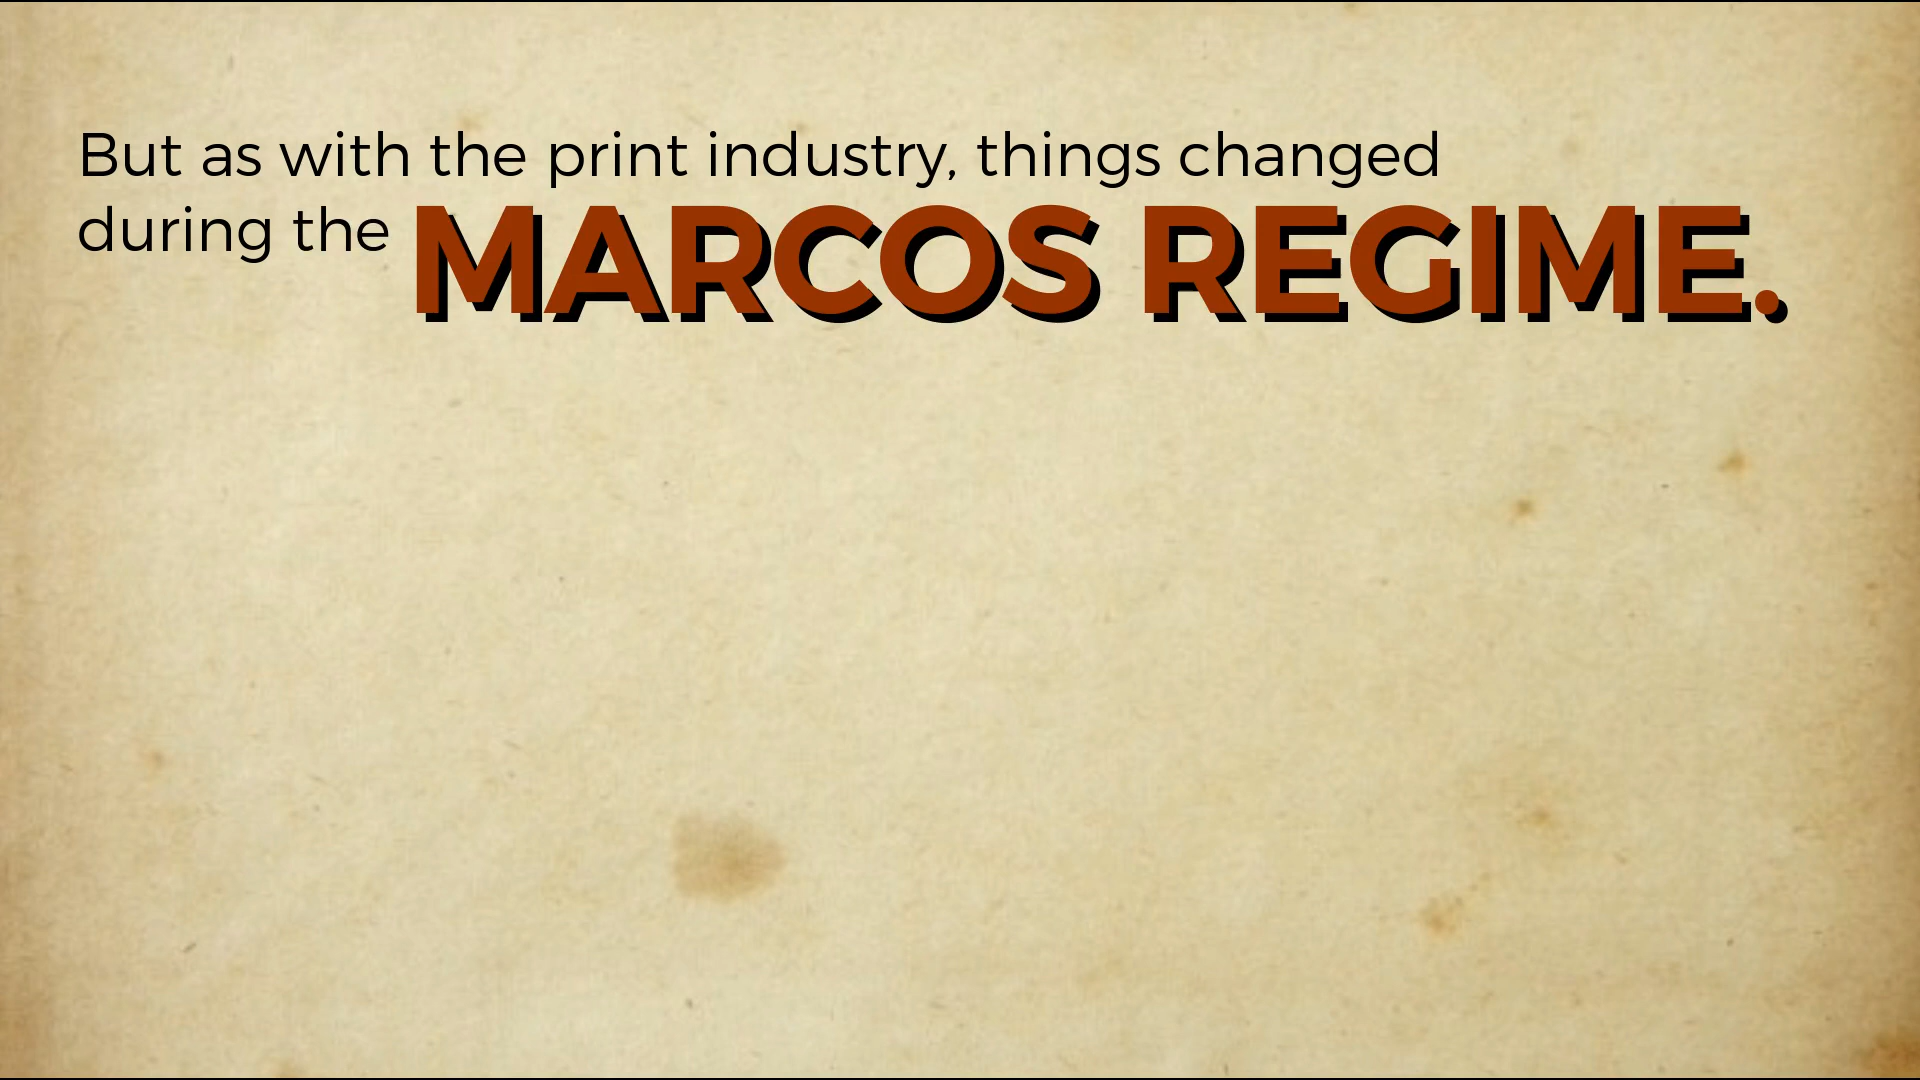 But as with the print industry, things changed
during the MARCOS REGIME.